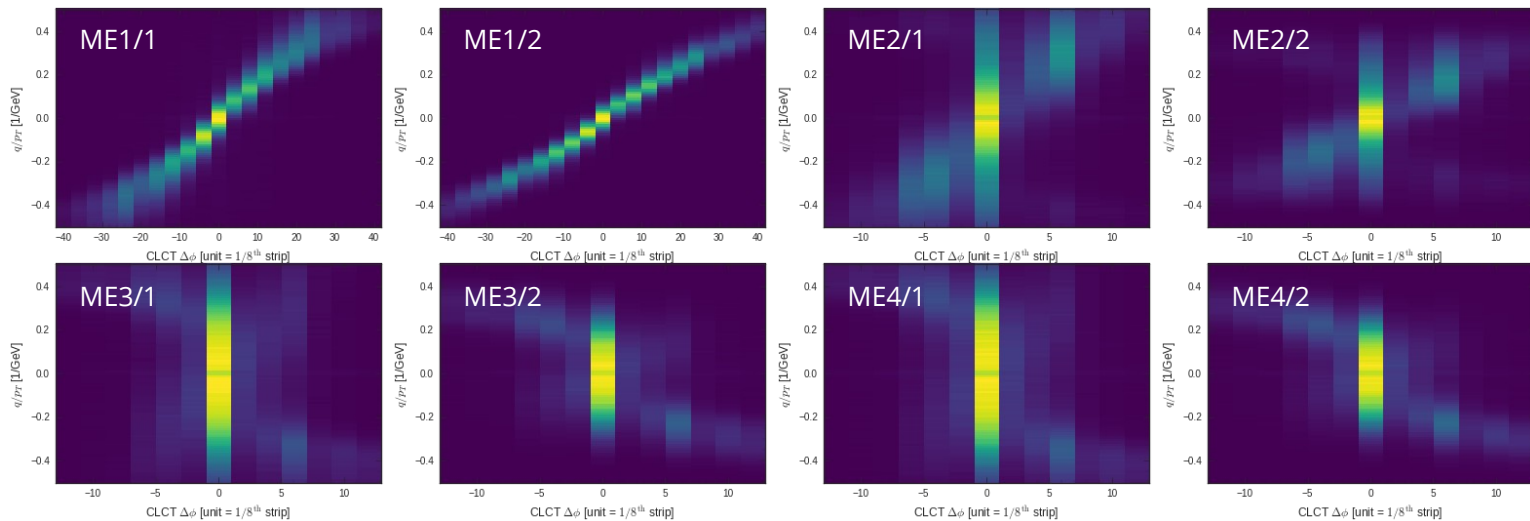 ME1/1
0.4
0.2
0.0
−0.2
−0.4
q/pT [1/GeV]
−40 −30 −20 −10 0 10 20 30 40
CLCT Δϕ [unit = 1/8th strip]
ME1/2
0.4
0.2
0.0
−0.2
−0.4
q/pT [1/GeV]
−40 −30 −20 −10 0 10 20 30 40
CLCT Δϕ [unit = 1/8th strip]
ME2/1
0.4
0.2
0.0
−0.2
−0.4
q/pT [1/GeV]
−10 −5 0 5 10
CLCT Δϕ [unit = 1/8th strip]
ME2/2
0.4
0.2
0.0
−0.2
−0.4
q/pT [1/GeV]
−10 −5 0 5 10
CLCT Δϕ [unit = 1/8th strip]
ME3/1
0.4
0.2
0.0
−0.2
−0.4
q/pT [1/GeV]
−10 −5 0 5 10
CLCT Δϕ [unit = 1/8th strip]
ME3/2
0.4
0.2
0.0
−0.2
−0.4
q/pT [1/GeV]
−10 −5 0 5 10
CLCT Δϕ [unit = 1/8th strip]
ME4/1
0.4
0.2
0.0
−0.2
−0.4
q/pT [1/GeV]
−10 −5 0 5 10
CLCT Δϕ [unit = 1/8th strip]
ME4/2
0.4
0.2
0.0
−0.2
−0.4
q/pT [1/GeV]
−10 −5 0 5 10
CLCT Δϕ [unit = 1/8th strip]